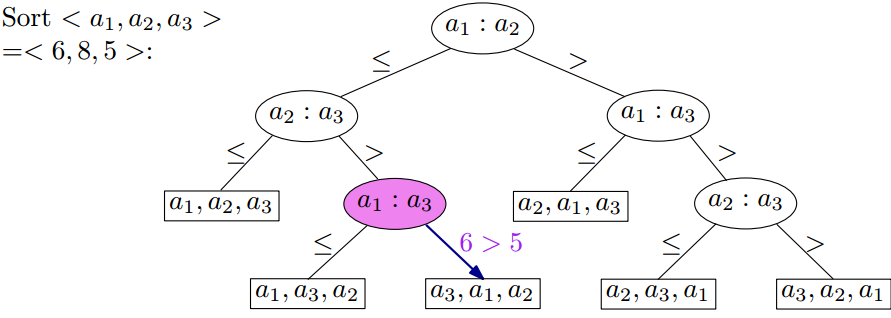 Sort < a₁, a₂, a₃ >
=< 6, 8, 5 >:
a₁ : a₂
≤ >
a₂ : a₃ a₁ : a₃
≤ > ≤ >
a₁, a₂, a₃ a₁ : a₃ a₂, a₁, a₃ a₂ : a₃
≤ 6 > 5 ≤ >
a₁, a₃, a₂ a₃, a₁, a₂ a₂, a₃, a₁ a₃, a₂, a₁